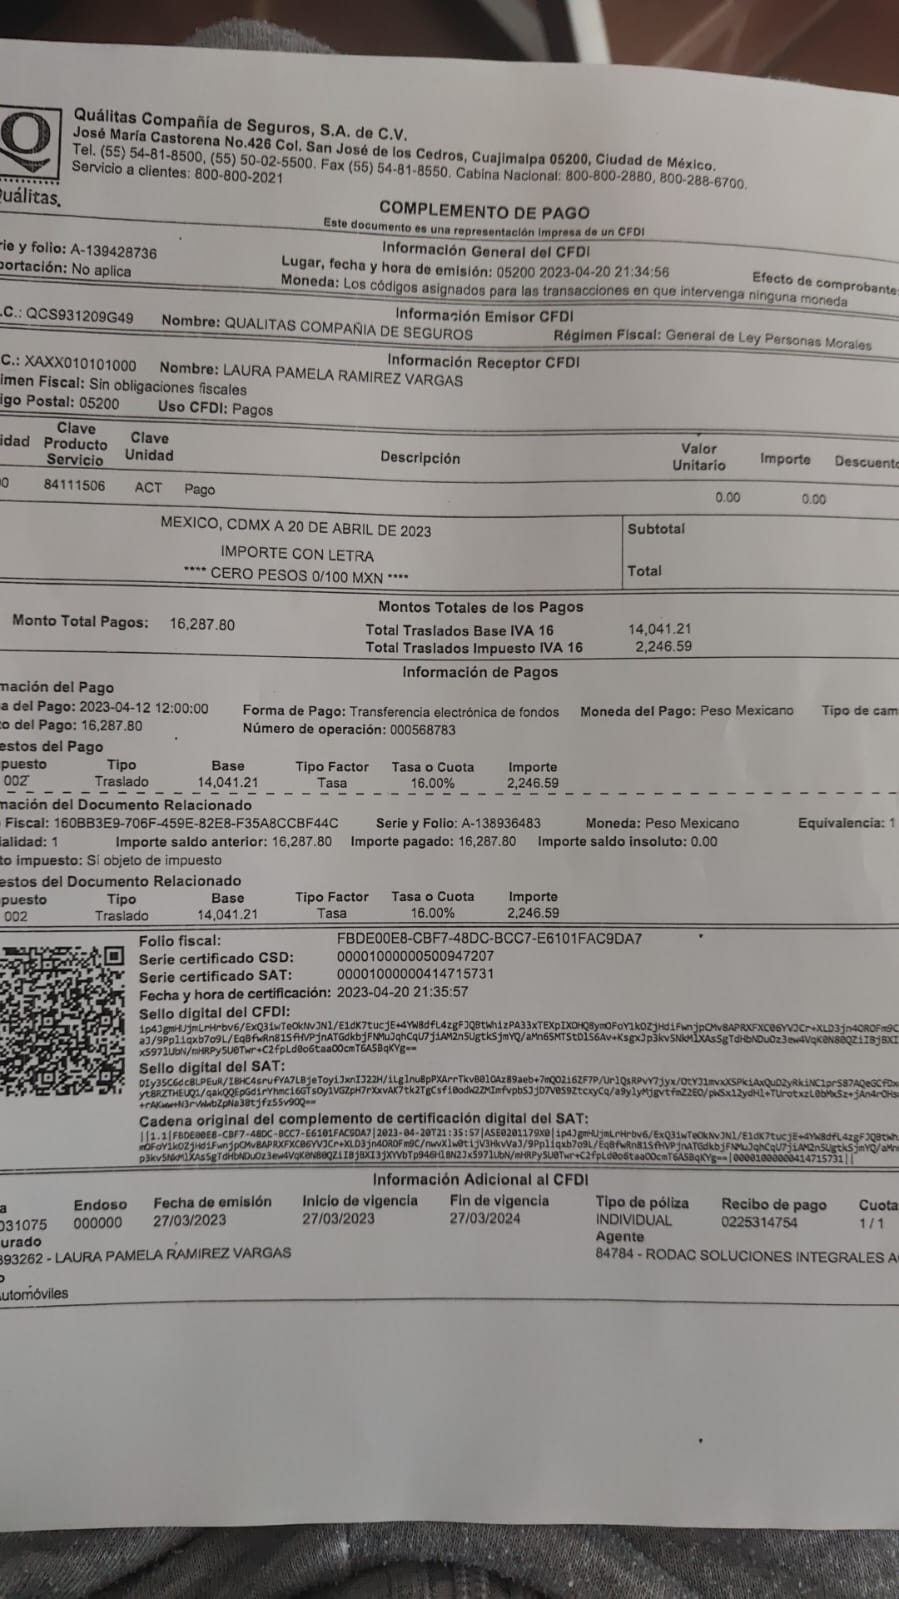 Quálitas Compañía de Seguros, S.A. de C.V.
José María Castorena No.426 Col. San José de los Cedros, Cuajimalpa 05200, Ciudad de México.
Tel. (55) 54-81-8500, (55) 50-02-5500. Fax (55) 54-81-8550. Cabina Nacional: 800-800-2880, 800-288-6700.
Servicio a clientes: 800-800-2021
Q
uálitas.
COMPLEMENTO DE PAGO
Este documento es una representación impresa de un CFDI
Información General del CFDI
rie y folio: A-139428736
Lugar, fecha y hora de emisión: 05200 2023-04-20 21:34:56
Efecto de comprobante:
portación: No aplica
Moneda: Los códigos asignados para las transacciones en que intervenga ninguna moneda
Información Emisor CFDI
.C.: QCS931209G49 Nombre: QUALITAS COMPAÑIA DE SEGUROS Régimen Fiscal: General de Ley Personas Morales
Información Receptor CFDI
C.: XAXX010101000 Nombre: LAURA PAMELA RAMIREZ VARGAS
imen Fiscal: Sin obligaciones fiscales
igo Postal: 05200 Uso CFDI: Pagos
idad Clave Producto Servicio Clave Unidad Descripción Valor Unitario Importe Descuento
00 84111506 ACT Pago 0.00 0.00
MEXICO, CDMX A 20 DE ABRIL DE 2023 Subtotal
IMPORTE CON LETRA
**** CERO PESOS 0/100 MXN **** Total
Montos Totales de los Pagos
Monto Total Pagos: 16,287.80 Total Traslados Base IVA 16 14,041.21
Total Traslados Impuesto IVA 16 2,246.59
Información de Pagos
mación del Pago
a del Pago: 2023-04-12 12:00:00 Forma de Pago: Transferencia electrónica de fondos Moneda del Pago: Peso Mexicano Tipo de cam
to del Pago: 16,287.80 Número de operación: 000568783
estos del Pago
puesto Tipo Base Tipo Factor Tasa o Cuota Importe
002 Traslado 14,041.21 Tasa 16.00% 2,246.59
mación del Documento Relacionado
Fiscal: 160BB3E9-706F-459E-82E8-F35A8CCBF44C Serie y Folio: A-138936483 Moneda: Peso Mexicano Equivalencia: 1
ialidad: 1 Importe saldo anterior: 16,287.80 Importe pagado: 16,287.80 Importe saldo insoluto: 0.00
to impuesto: Sí objeto de impuesto
estos del Documento Relacionado
puesto Tipo Base Tipo Factor Tasa o Cuota Importe
002 Traslado 14,041.21 Tasa 16.00% 2,246.59
Folio fiscal: FBDE00E8-CBF7-48DC-BCC7-E6101FAC9DA7
Serie certificado CSD: 00001000000500947207
Serie certificado SAT: 00001000000414715731
Fecha y hora de certificación: 2023-04-20 21:35:57
Sello digital del CFDI:
Sello digital del SAT:
Cadena original del complemento de certificación digital del SAT:
Información Adicional al CFDI
a Endoso Fecha de emisión Inicio de vigencia Fin de vigencia Tipo de póliza Recibo de pago Cuota
031075 000000 27/03/2023 27/03/2023 27/03/2024 INDIVIDUAL 0225314754 1/1
urado Agente
893262 - LAURA PAMELA RAMIREZ VARGAS 84784 - RODAC SOLUCIONES INTEGRALES A
o
utomóviles